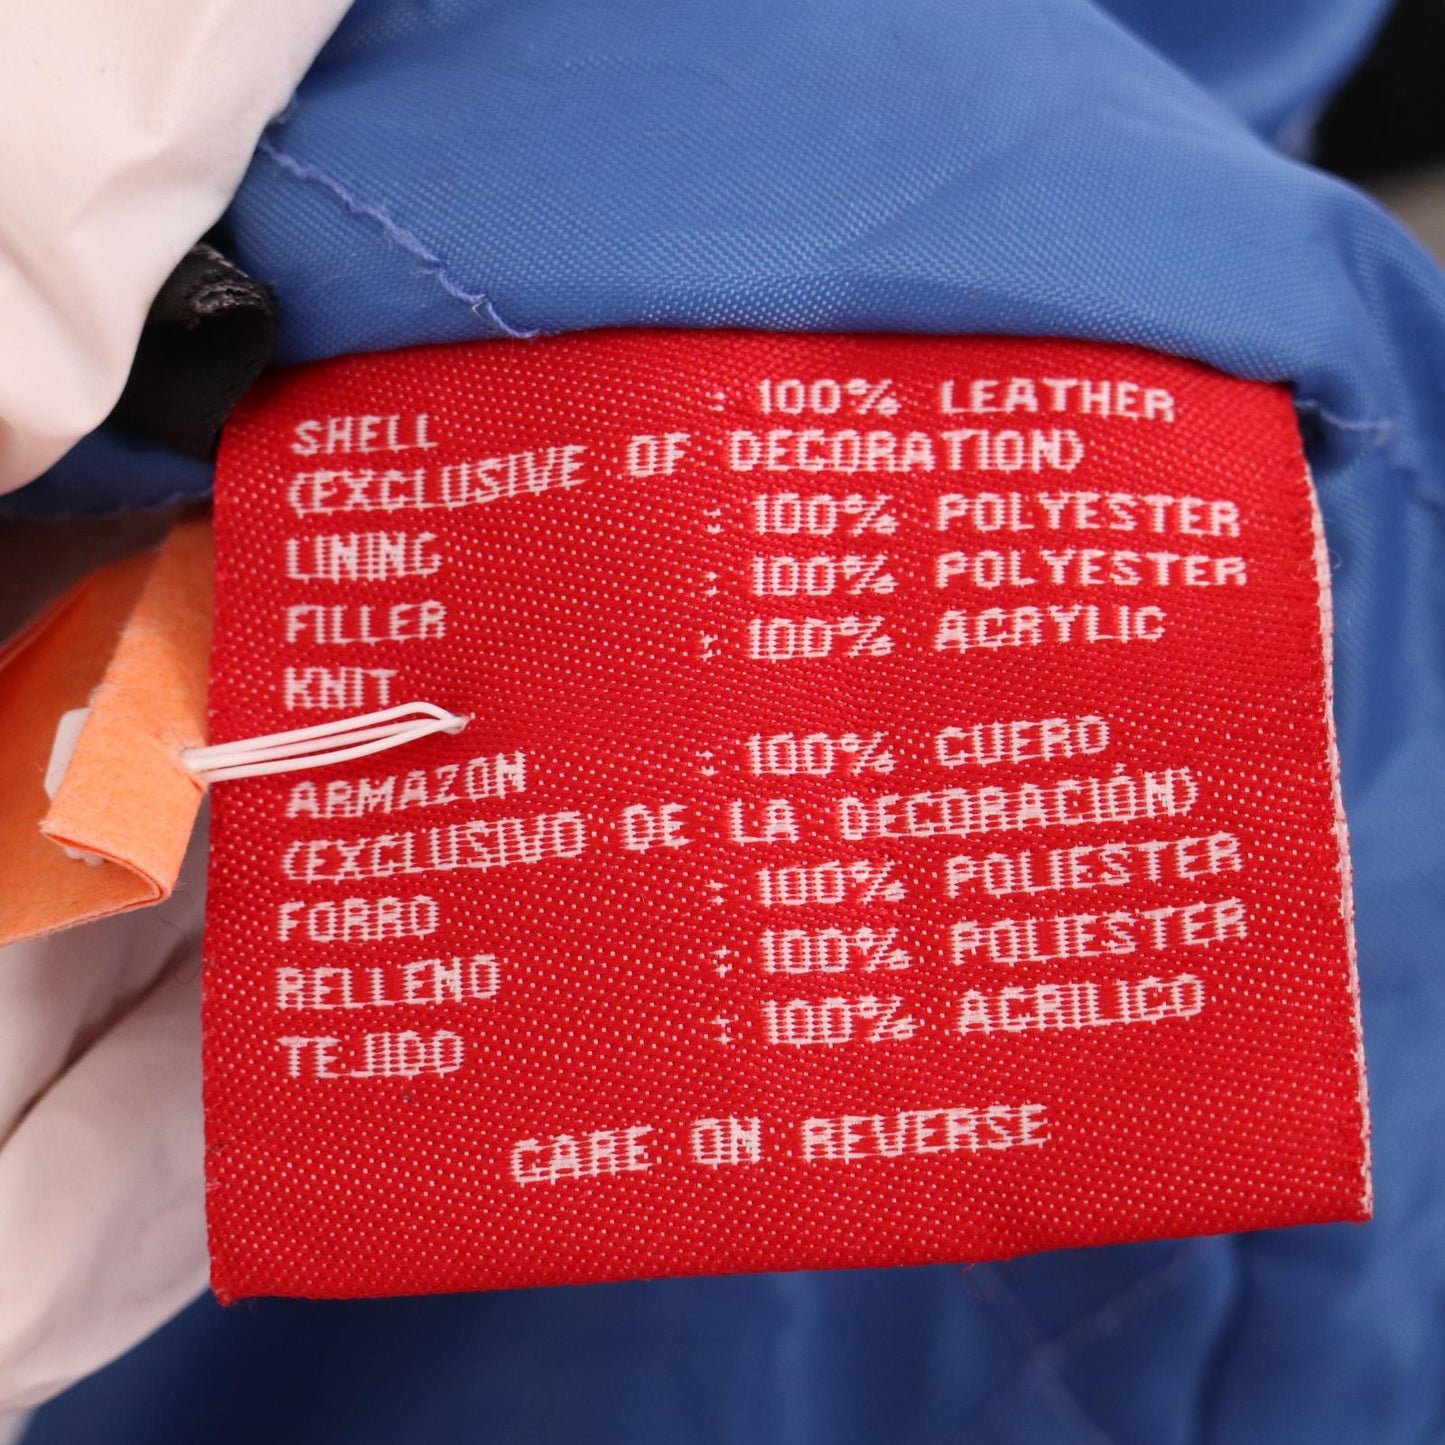 SHELL : 100% LEATHER
(EXCLUSIVE OF DECORATION)
LINING : 100% POLYESTER
FILLER : 100% POLYESTER
KNIT : 100% ACRYLIC
ARMAZON : 100% CUERO
(EXCLUSIVO DE LA DECORACIÓN)
FORRO : 100% POLIESTER
RELLENO : 100% POLIESTER
TEJIDO : 100% ACRILICO
CARE ON REVERSE